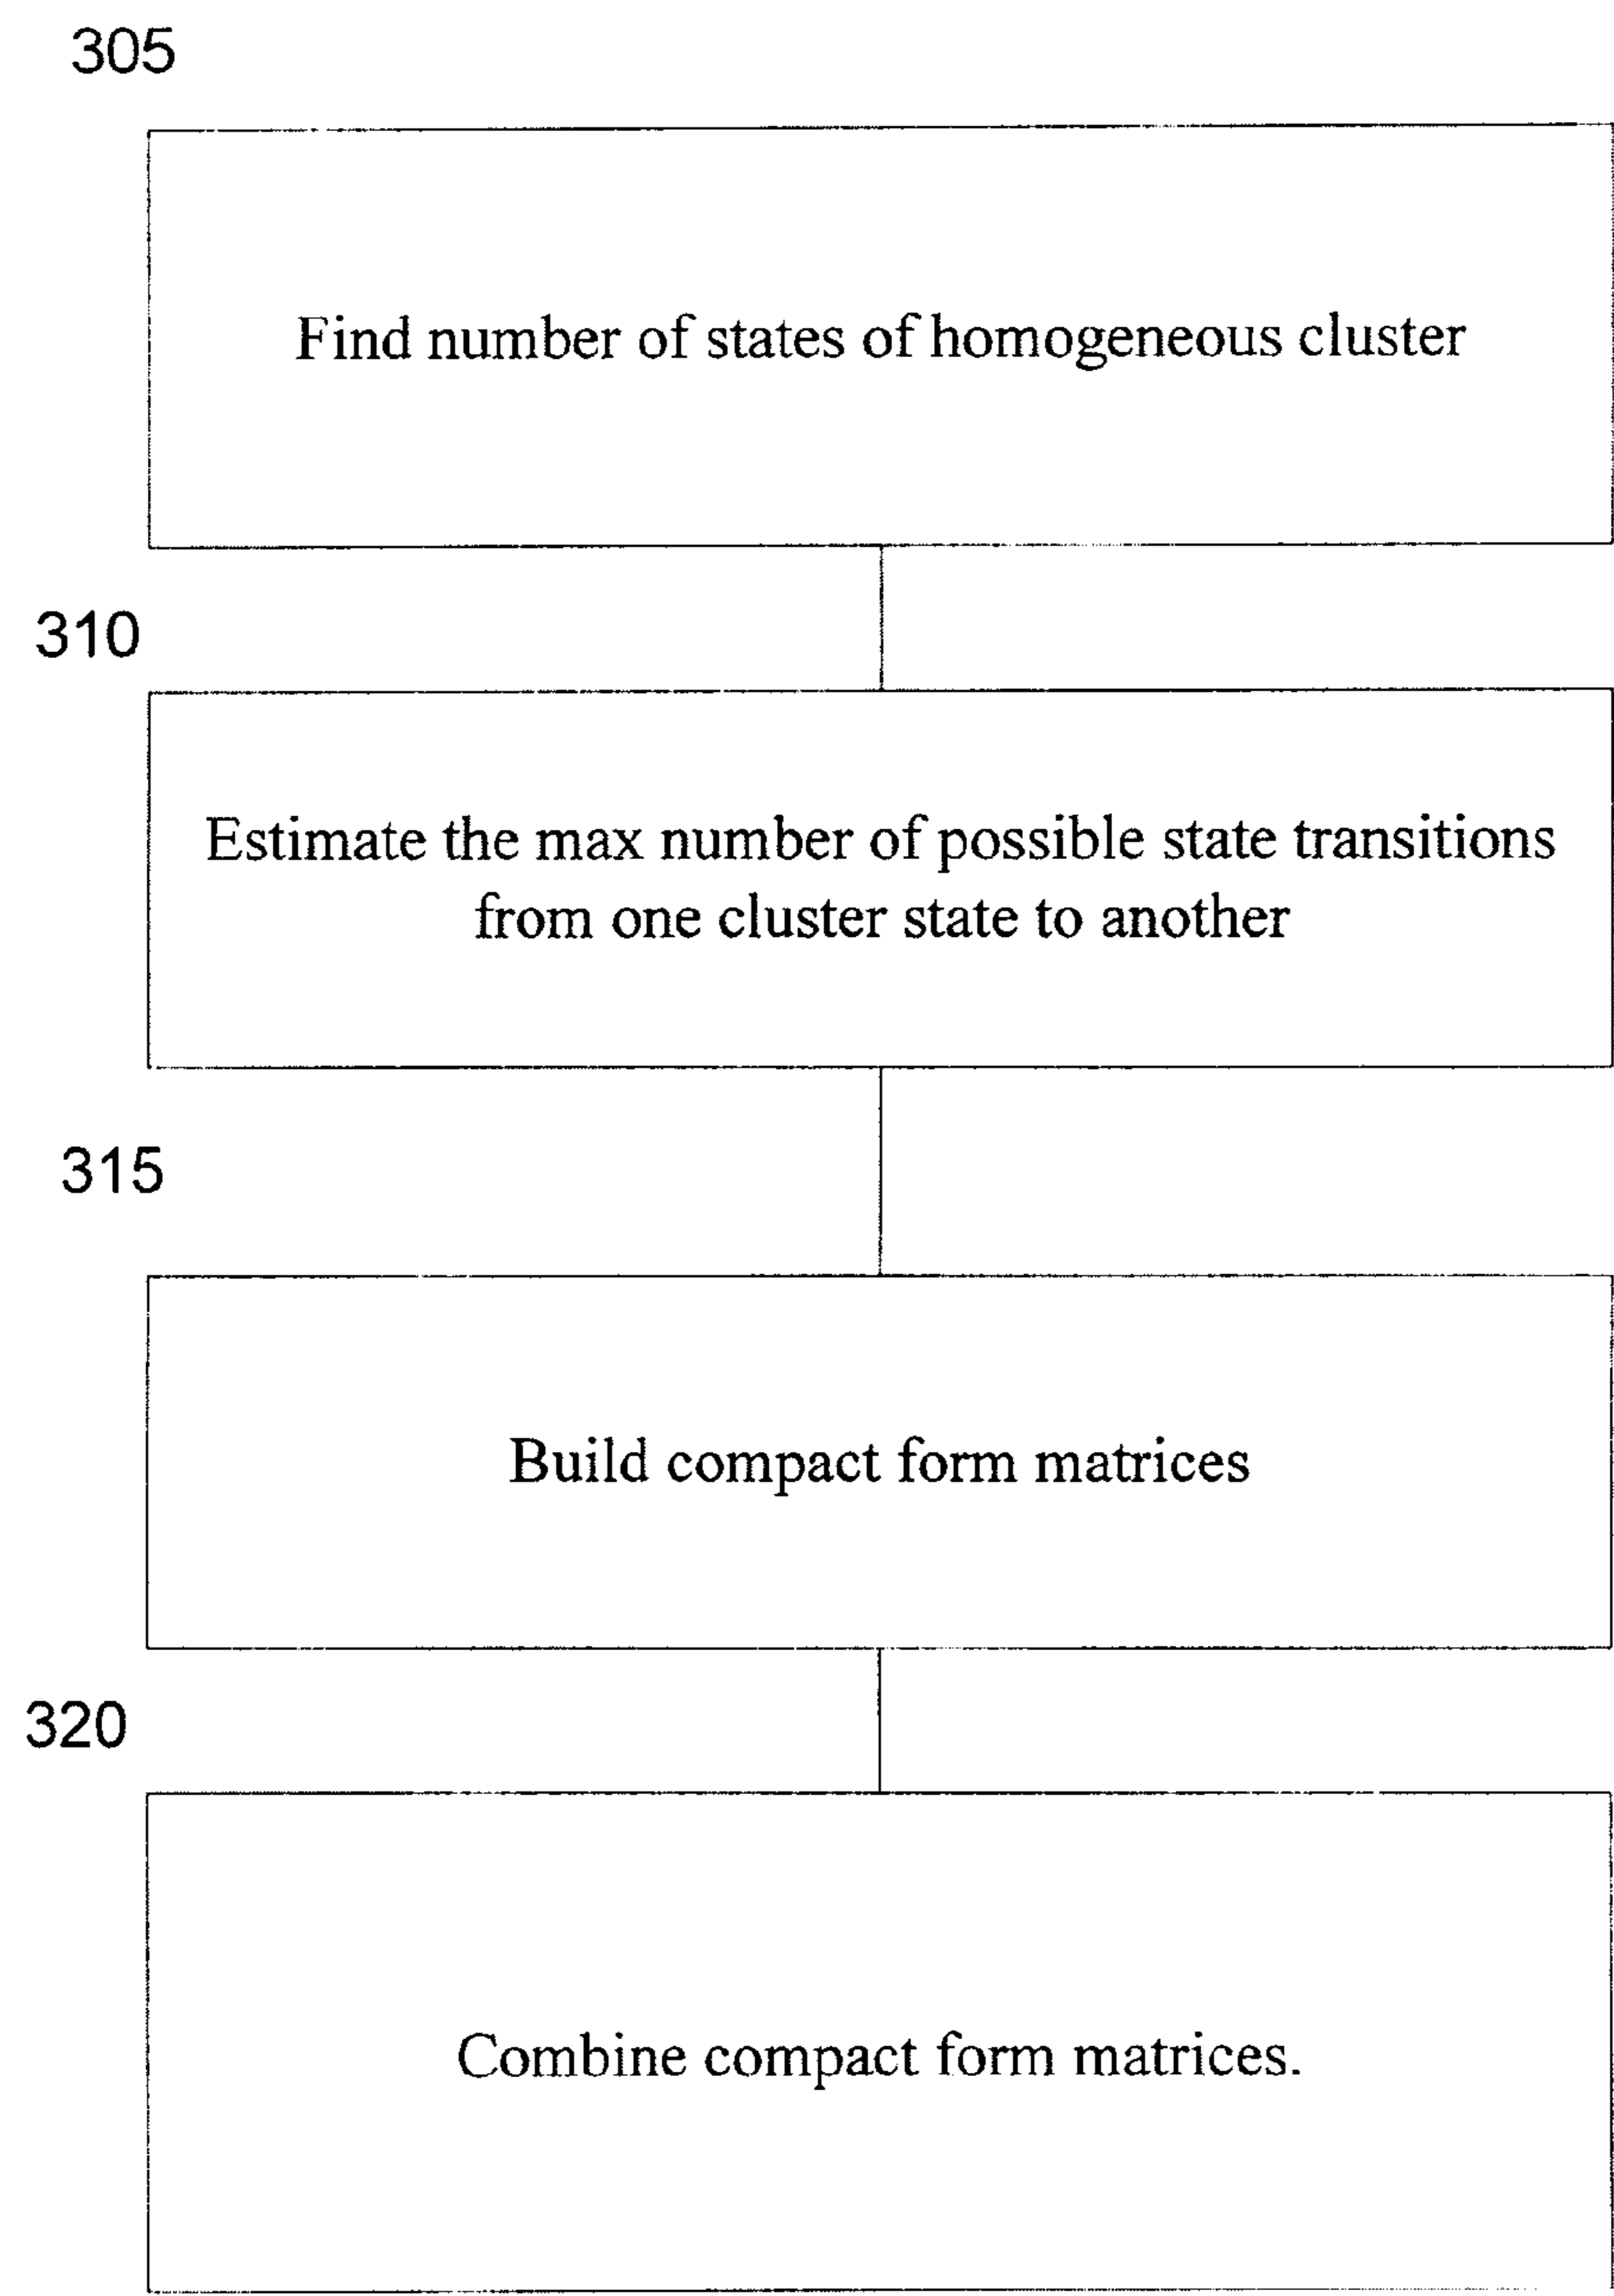 305
Find number of states of homogeneous cluster
310
Estimate the max number of possible state transitions
from one cluster state to another
315
Build compact form matrices
320
Combine compact form matrices.